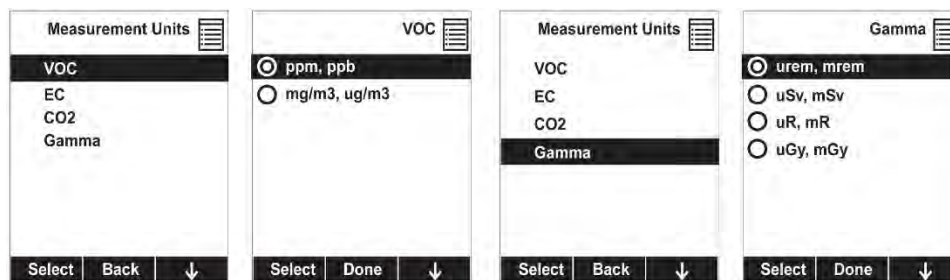 Measurement Units
VOC
EC
CO2
Gamma
Select Back ↓
VOC
ppm, ppb
mg/m3, ug/m3
Select Done ↓
Measurement Units
VOC
EC
CO2
Gamma
Select Back ↓
Gamma
urem, mrem
uSv, mSv
uR, mR
uGy, mGy
Select Done ↓